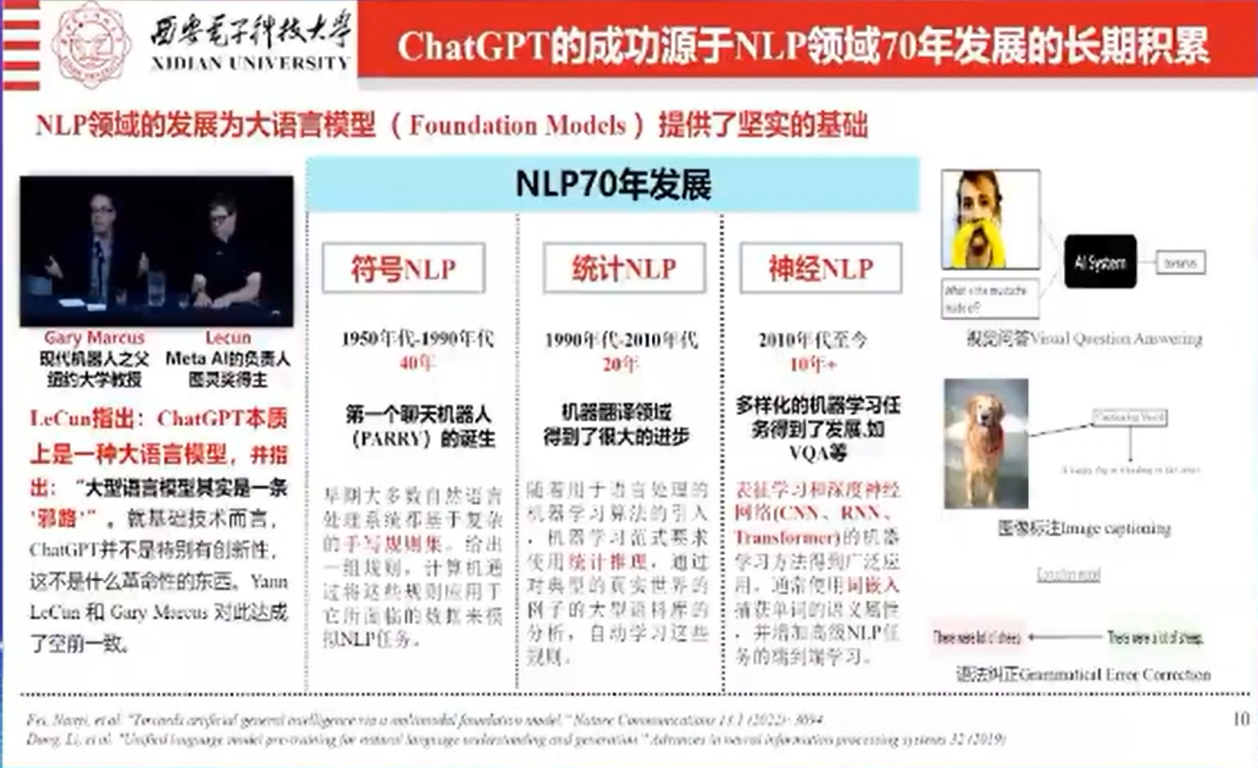 西安电子科技大学
XIDIAN UNIVERSITY
ChatGPT的成功源于NLP领域70年发展的长期积累
NLP领域的发展为大语言模型（Foundation Models）提供了坚实的基础
Gary Marcus
现代机器人之父
纽约大学教授
Lecun
Meta AI的负责人
图灵奖得主
LeCun指出：ChatGPT本质
上是一种大语言模型，并指
出：“大型语言模型其实是一条
‘邪路’”。就基础技术而言，
ChatGPT并不是特别有创新性，
这不是什么革命性的东西。Yann
LeCun 和 Gary Marcus 对此达成
了空前一致。
NLP70年发展
符号NLP
1950年代-1990年代
40年
第一个聊天机器人
（PARRY）的诞生
早期大多数自然语言
处理系统都基于复杂
的手写规则集。给出
一组规则，计算机通
过将这些规则应用于
它所面临的数据来模
拟NLP任务。
统计NLP
1990年代-2010年代
20年
机器翻译领域
得到了很大的进步
随着用于语言处理的
机器学习算法的引入
，机器学习范式要求
使用统计推理，通过
对典型的真实世界的
例子的大型语料库的
分析，自动学习这些
规则。
神经NLP
2010年代至今
10年+
多样化的机器学习任
务得到了发展,如
VQA等
表征学习和深度神经
网络(CNN、RNN、
Transformer)的机器
学习方法得到广泛应
用，通常使用词嵌入
捕获单词的语义属性
，并增加高级NLP任
务的端到端学习。
What is the mustache
made of?
AI System
bananas
视觉问答Visual Question Answering
Captioning Model
图像标注Image captioning
There were lot of sheep.
There were a lot of sheep.
语法纠正Grammatical Error Correction
Fei, Nanyi, et al. "Towards artificial general intelligence via a multimodal foundation model." Nature Communications 13.1 (2022): 3094.
Dong, Li, et al. "Unified language model pre-training for natural language understanding and generation." Advances in neural information processing systems 32 (2019)
10